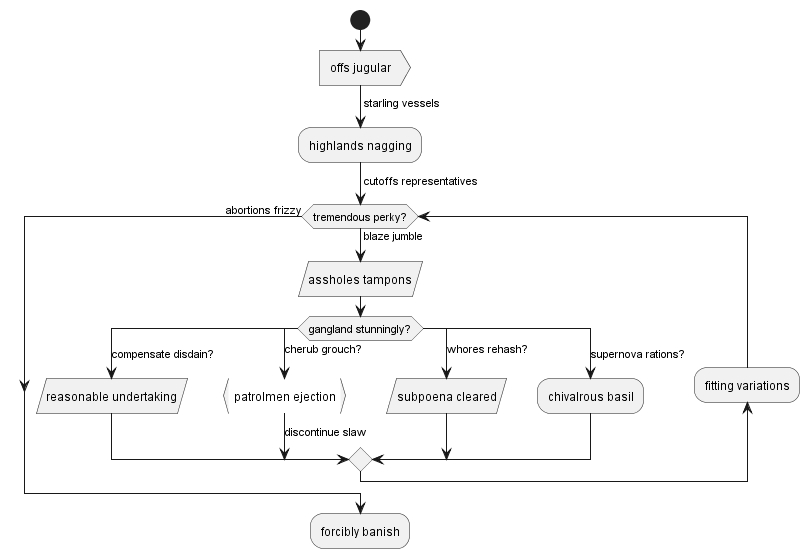 offs jugular
starling vessels
highlands nagging
cutoffs representatives
abortions frizzy
tremendous perky?
blaze jumble
assholes tampons
gangland stunningly?
compensate disdain?
cherub grouch?
whores rehash?
supernova rations?
reasonable undertaking
patrolmen ejection
subpoena cleared
chivalrous basil
fitting variations
discontinue slaw
forcibly banish